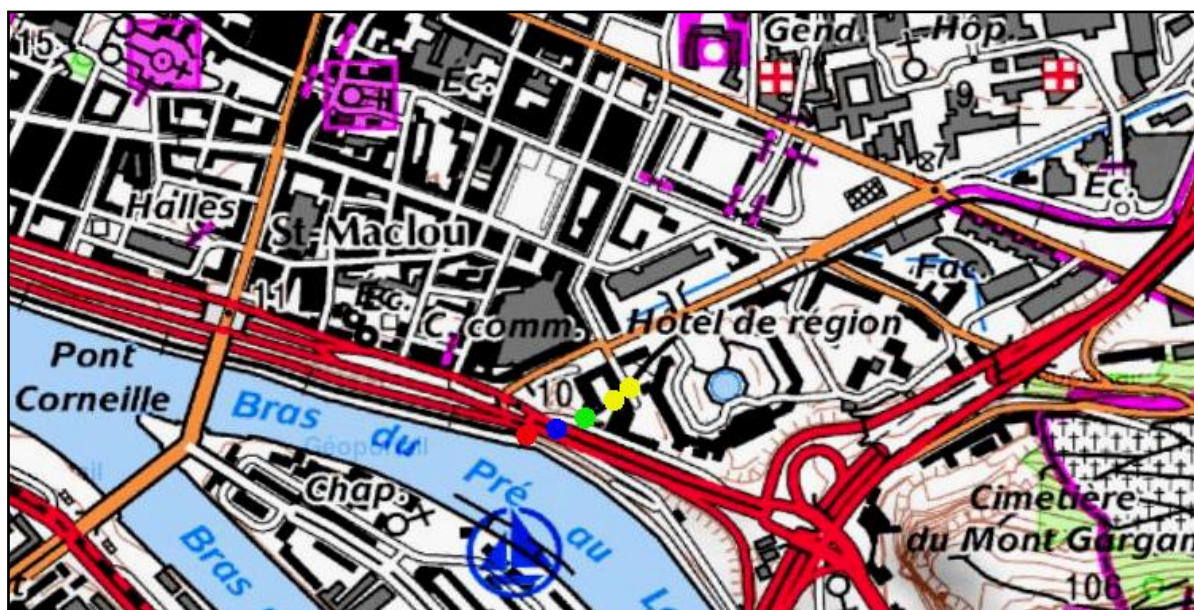 Gend.
Hôp.
15
Éc.
9
7
Éc.
Halles
St-Maclou
Fac.
11
Éc.
C. comm.
Hôtel de région
Pont
Corneille
10
Bras du Pré au
Géoportail
Chap.
Bras
Cimetière
du Mont Gargan
106